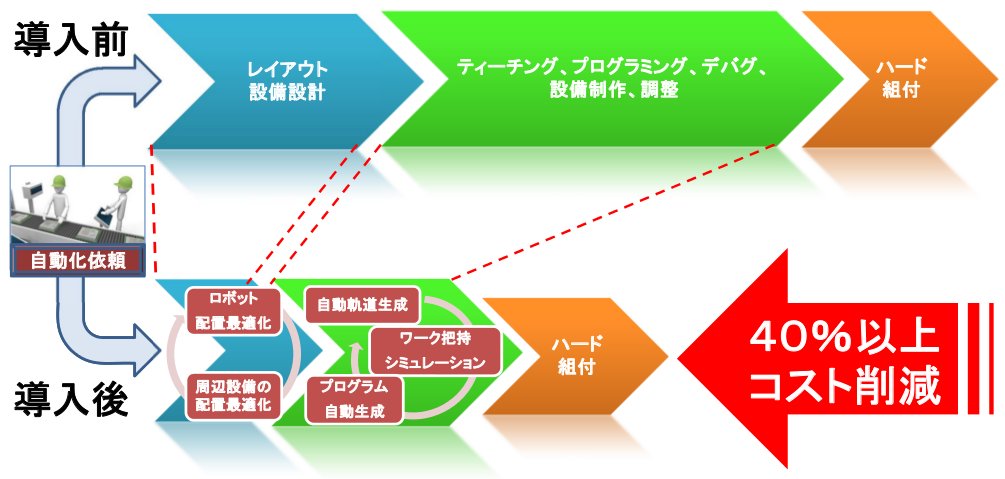 導入前
レイアウト
設備設計
ティーチング、プログラミング、デバグ、
設備制作、調整
ハード
組付
自動化依頼
導入後
ロボット
配置最適化
周辺設備の
配置最適化
自動軌道生成
ワーク把持
シミュレーション
プログラム
自動生成
ハード
組付
40%以上
コスト削減